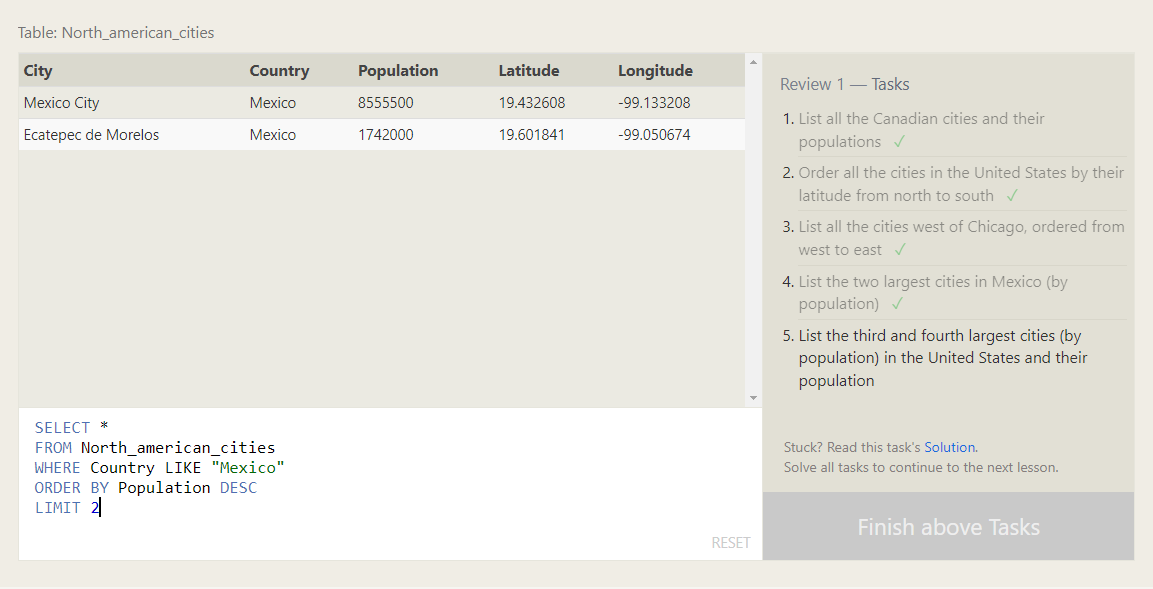 Table: North_american_cities
City Country Population Latitude Longitude
Mexico City Mexico 8555500 19.432608 -99.133208
Ecatepec de Morelos Mexico 1742000 19.601841 -99.050674
SELECT *
FROM North_american_cities
WHERE Country LIKE "Mexico"
ORDER BY Population DESC
LIMIT 2
RESET
Review 1 — Tasks
1. List all the Canadian cities and their
populations ✓
2. Order all the cities in the United States by their
latitude from north to south ✓
3. List all the cities west of Chicago, ordered from
west to east ✓
4. List the two largest cities in Mexico (by
population) ✓
5. List the third and fourth largest cities (by
population) in the United States and their
population
Stuck? Read this task's Solution.
Solve all tasks to continue to the next lesson.
Finish above Tasks